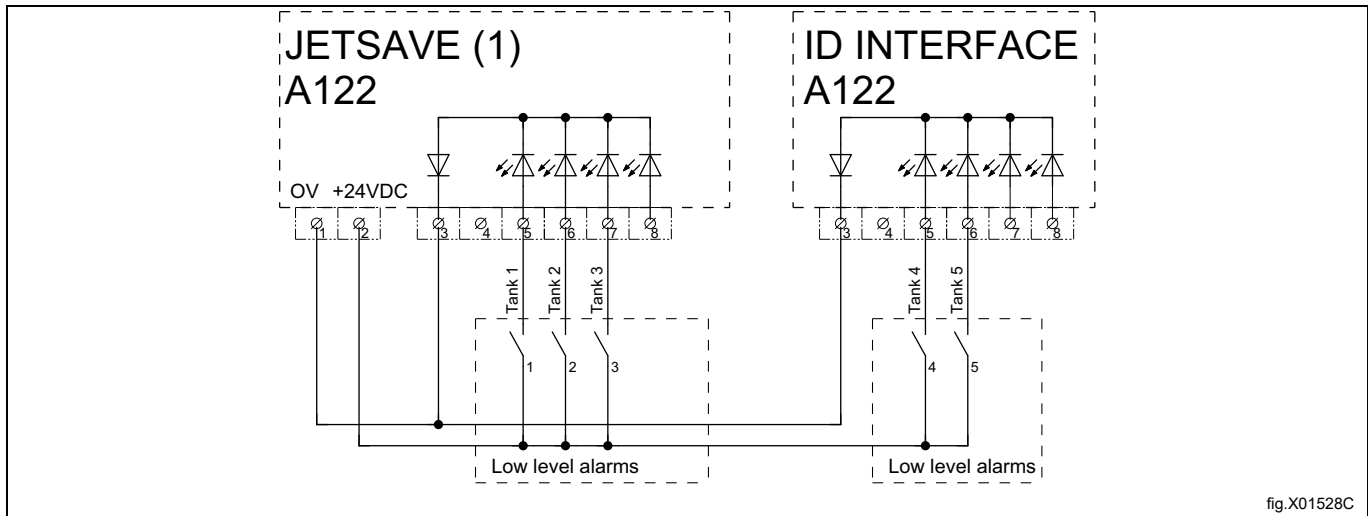 JETSAVE (1)
A122
ID INTERFACE
A122
OV +24VDC
1 2 3 4 5 6 7 8
3 4 5 6 7 8
Tank 1
Tank 2
Tank 3
Tank 4
Tank 5
1 2 3
4 5
Low level alarms
Low level alarms
fig.X01528C